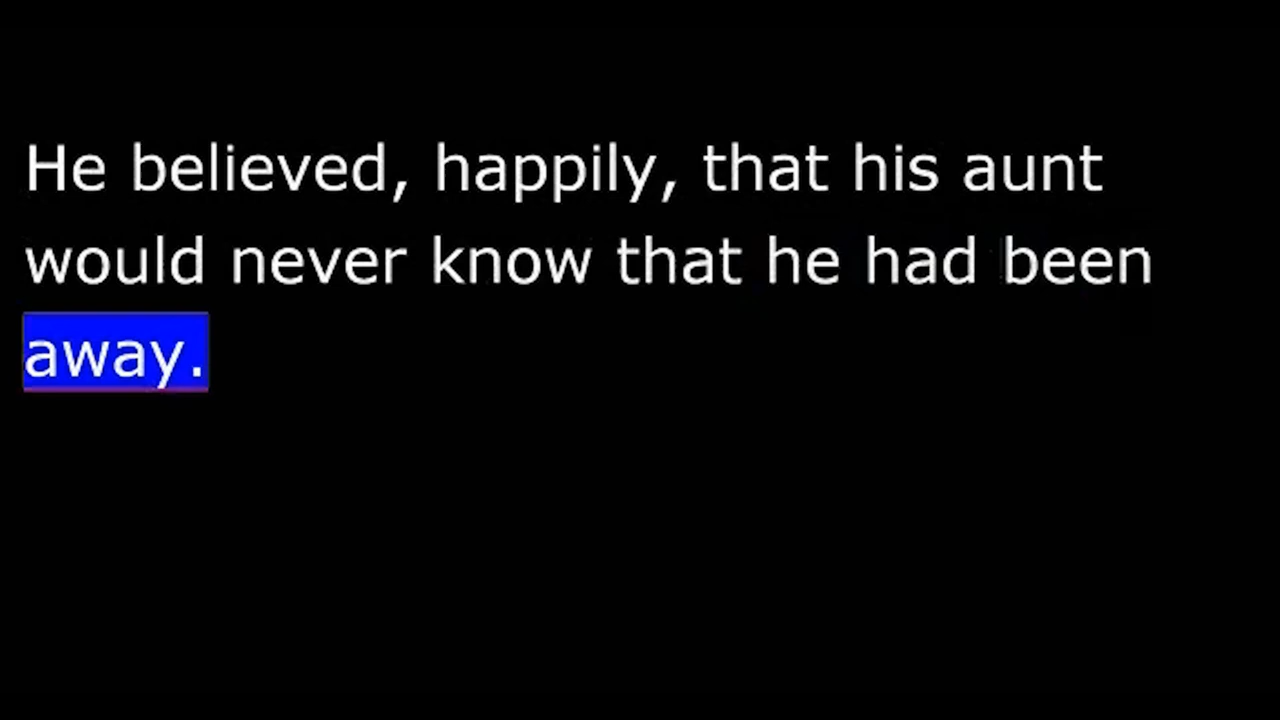 He believed, happily, that his aunt
would never know that he had been
away.